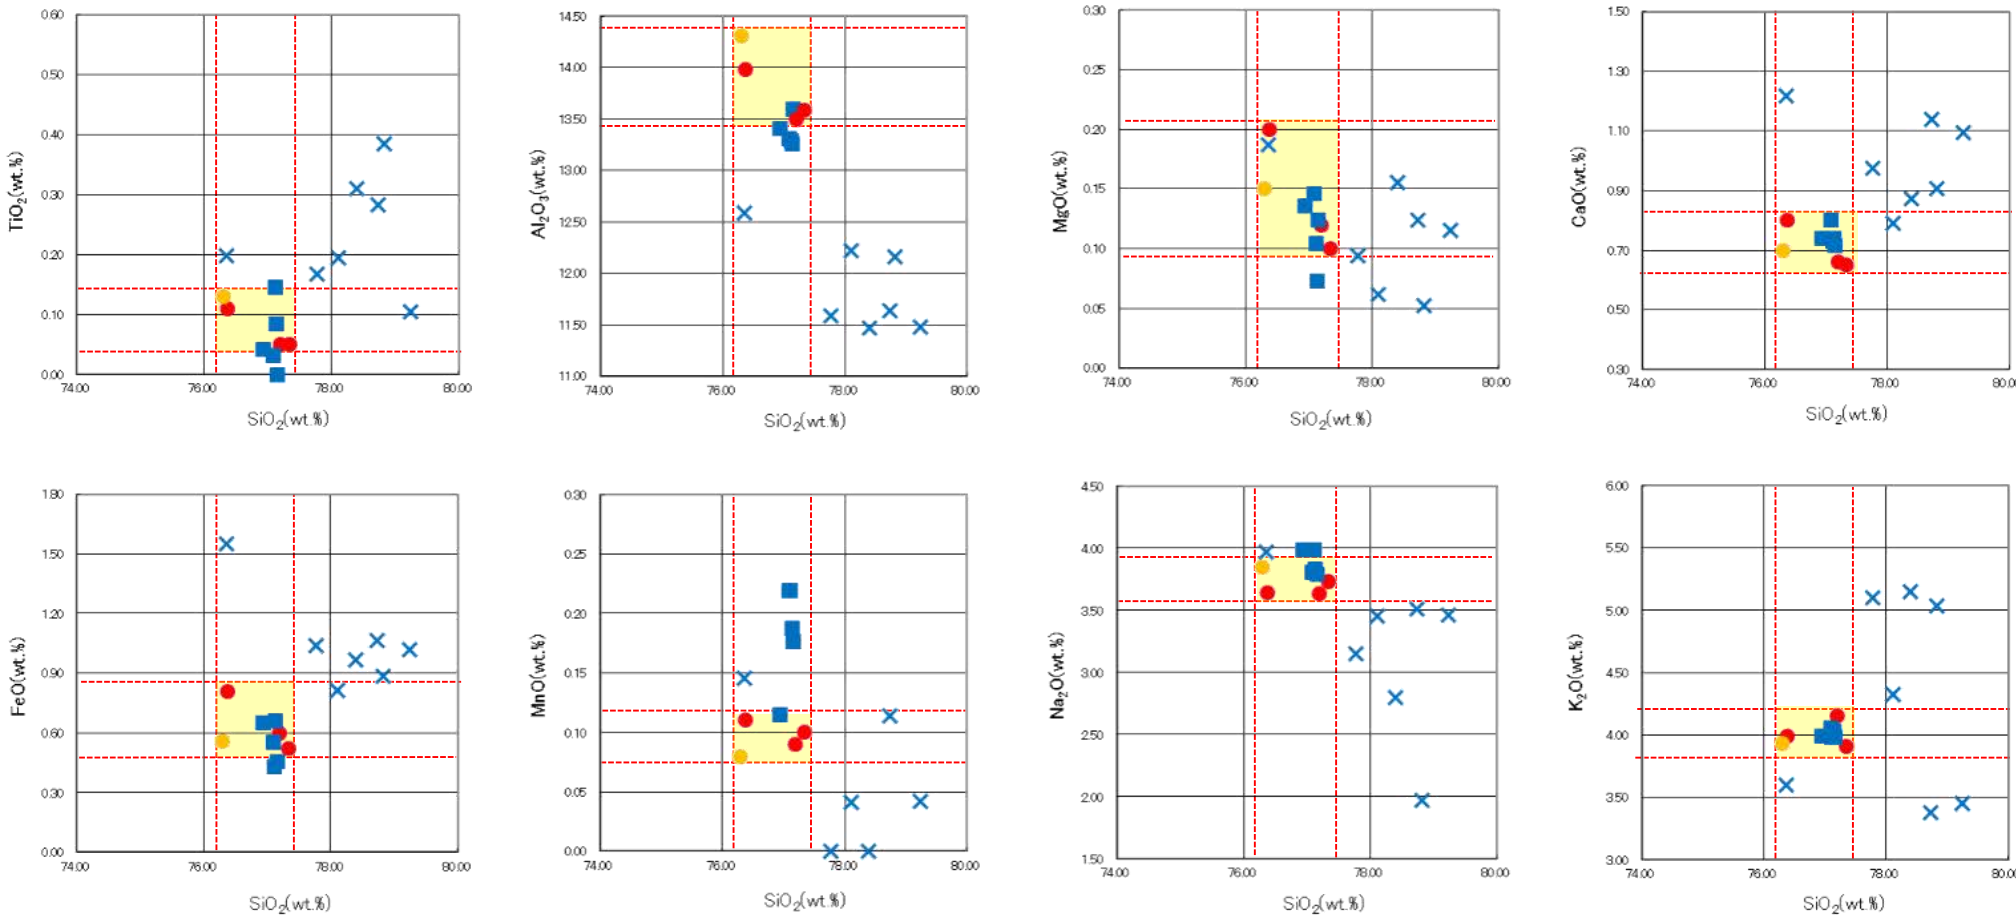 0.60
0.50
0.40
0.30
0.20
0.10
0.00
TiO2(wt.%)
74.00 76.00 78.00 80.00
SiO2(wt.%)
14.50
14.00
13.50
13.00
12.50
12.00
11.50
11.00
Al2O3(wt.%)
74.00 76.00 78.00 80.00
SiO2(wt.%)
0.30
0.25
0.20
0.15
0.10
0.05
0.00
MgO(wt.%)
74.00 76.00 78.00 80.00
SiO2(wt.%)
1.50
1.30
1.10
0.90
0.70
0.50
0.30
CaO(wt.%)
74.00 76.00 78.00 80.00
SiO2(wt.%)
1.80
1.50
1.20
0.90
0.60
0.30
0.00
FeO(wt.%)
74.00 76.00 78.00 80.00
SiO2(wt.%)
0.30
0.25
0.20
0.15
0.10
0.05
0.00
MnO(wt.%)
74.00 76.00 78.00 80.00
SiO2(wt.%)
4.50
4.00
3.50
3.00
2.50
2.00
1.50
Na2O(wt.%)
74.00 76.00 78.00 80.00
SiO2(wt.%)
6.00
5.50
5.00
4.50
4.00
3.50
3.00
K2O(wt.%)
74.00 76.00 78.00 80.00
SiO2(wt.%)